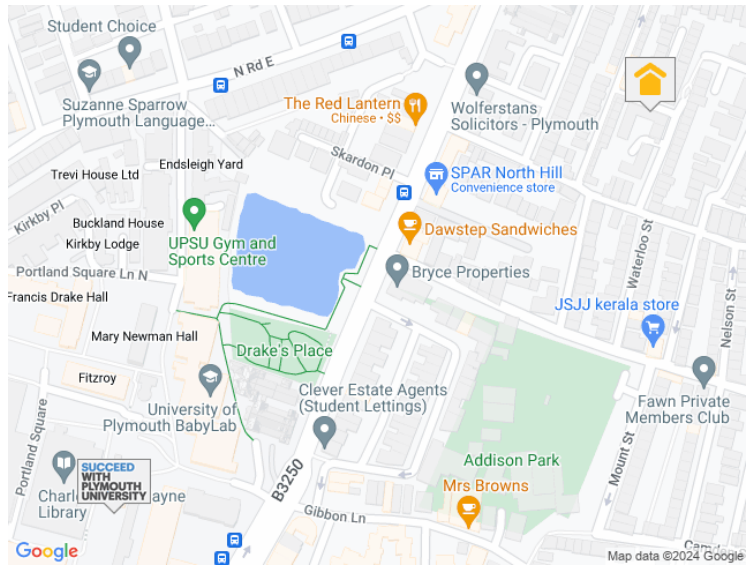 Student Choice
N Rd E
Suzanne Sparrow
Plymouth Language...
The Red Lantern
Chinese • $$
Wolferstans
Solicitors - Plymouth
Skardon Pl
Endsleigh Yard
Trevi House Ltd
SPAR North Hill
Convenience store
Kirkby Pl
Buckland House
Kirkby Lodge
UPSU Gym and
Sports Centre
Dawstep Sandwiches
Waterloo St
Portland Square Ln N
Bryce Properties
Francis Drake Hall
JSJJ kerala store
Nelson St
Mary Newman Hall
Drake's Place
Fitzroy
Clever Estate Agents
(Student Lettings)
University of
Plymouth BabyLab
Fawn Private
Members Club
Portland Square
Mount St
Addison Park
SUCCEED
WITH
PLYMOUTH
UNIVERSITY
B3250
Mrs Browns
Library
Gibbon Ln
Google
Map data ©2024 Google